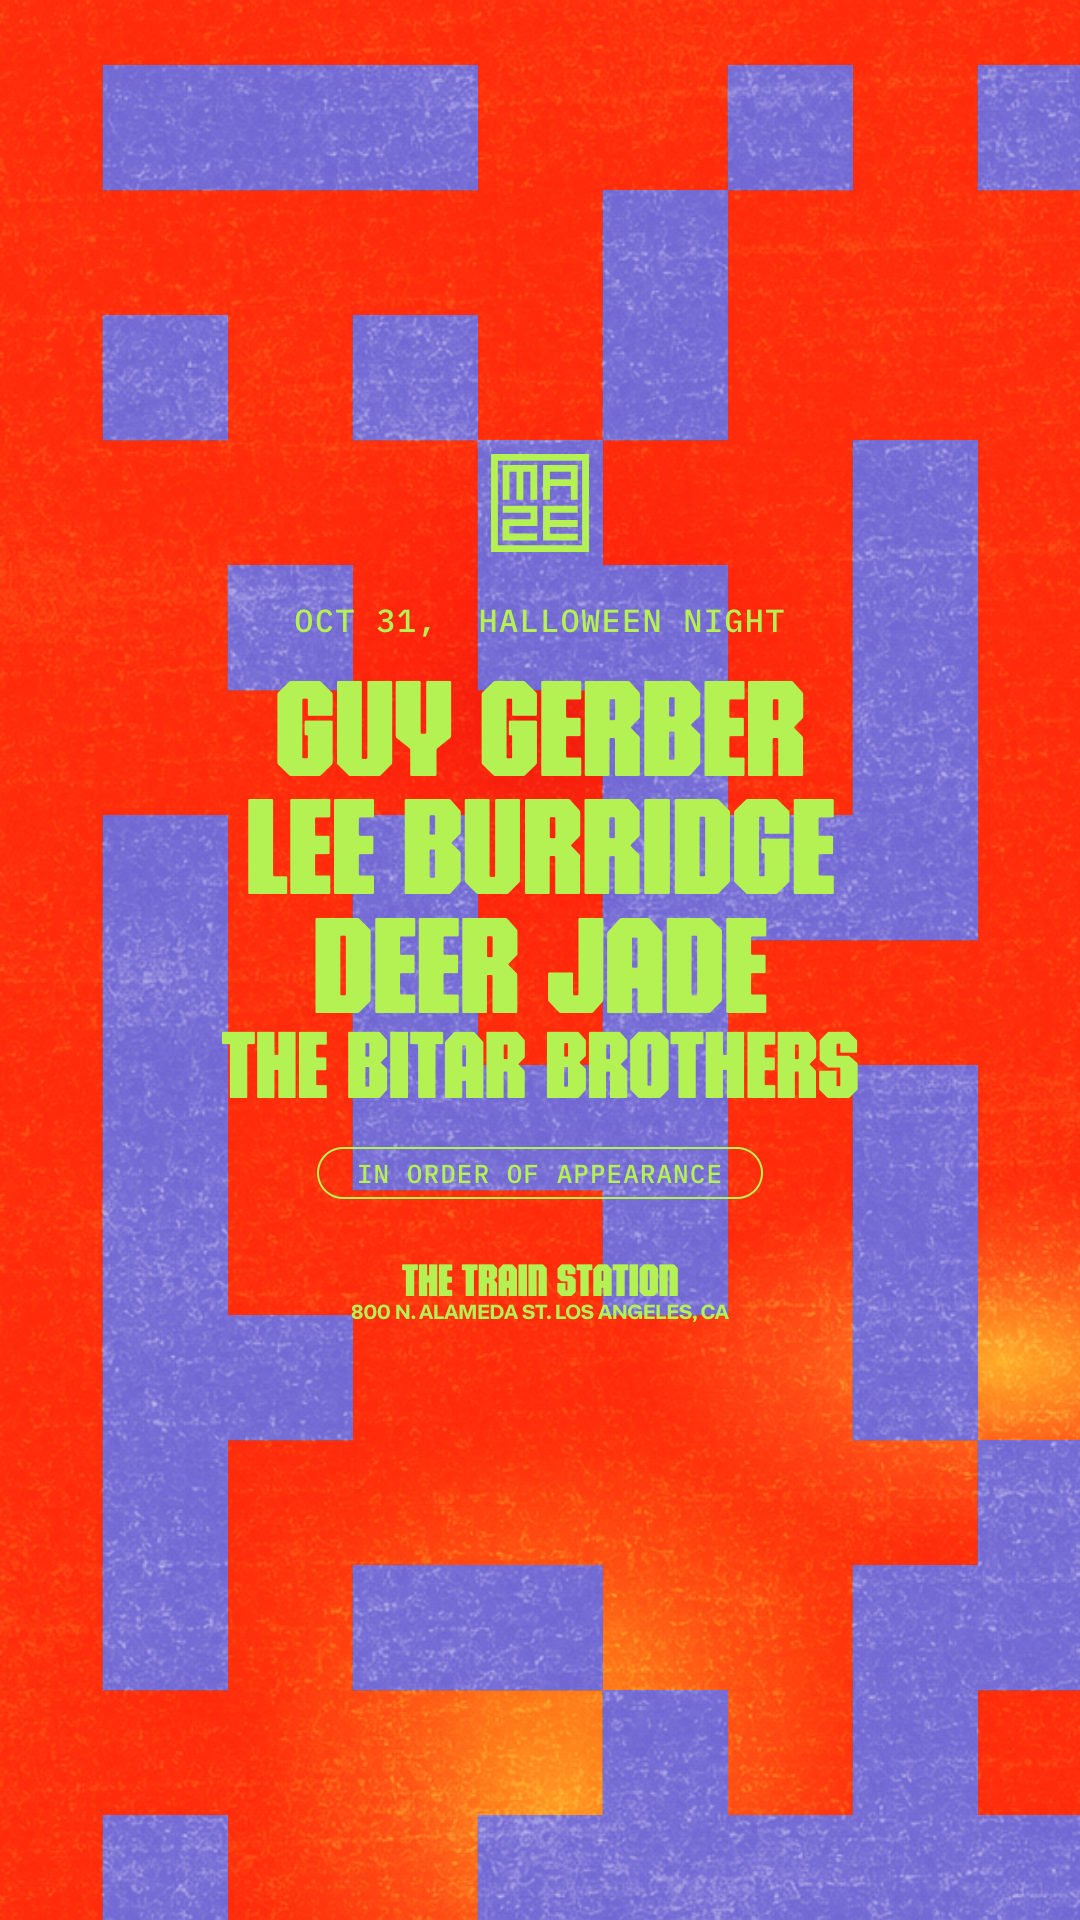 MA
ZE
OCT 31, HALLOWEEN NIGHT
GUY GERBER
LEE BURRIDGE
DEER JADE
THE BITAR BROTHERS
IN ORDER OF APPEARANCE
THE TRAIN STATION
800 N. ALAMEDA ST. LOS ANGELES, CA